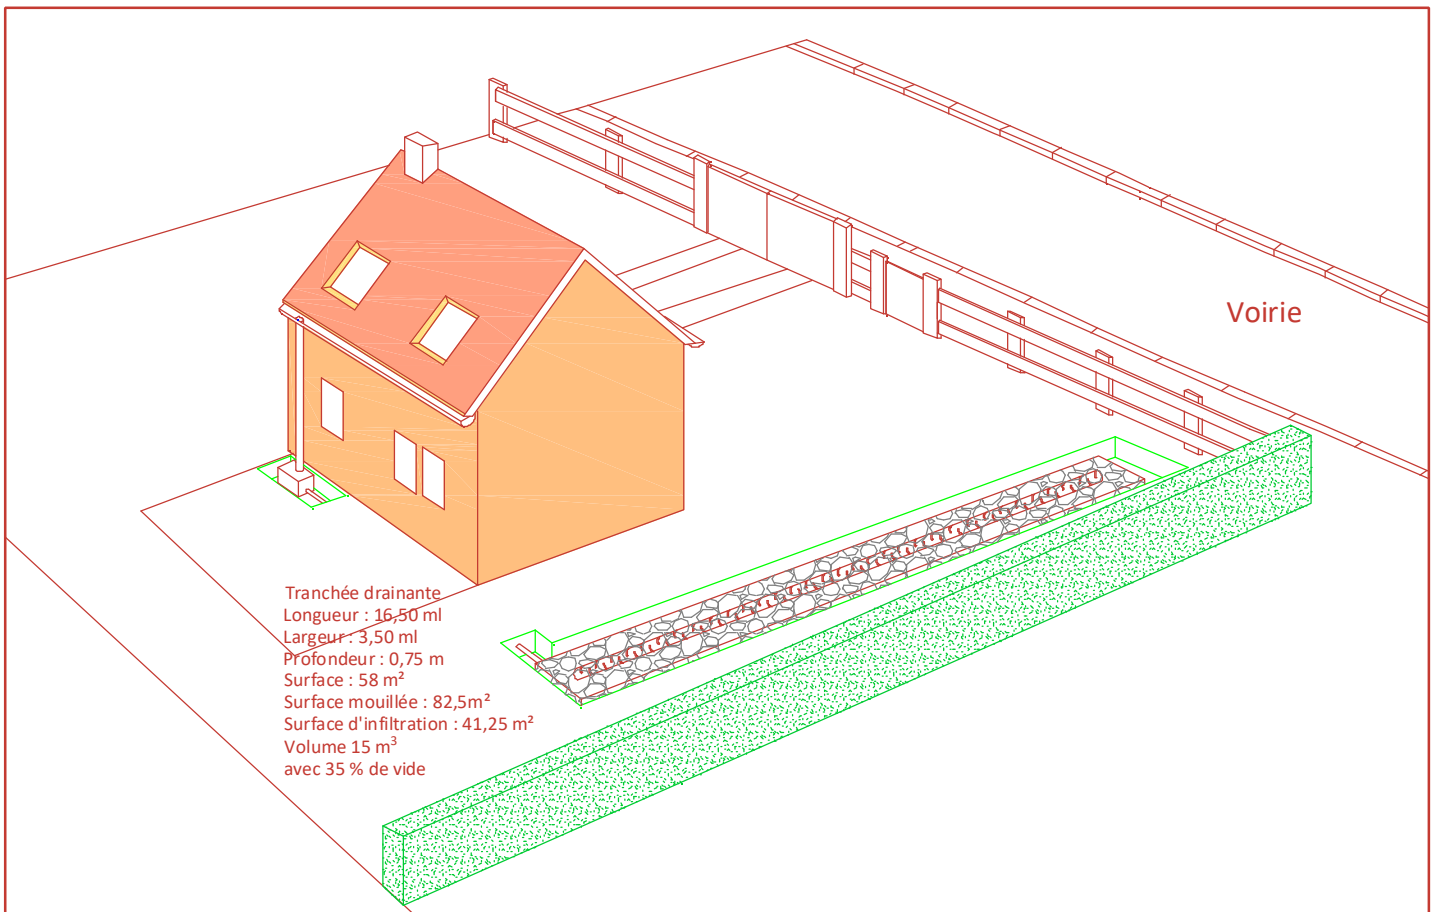 Voirie
Tranchée drainante
Longueur : 16,50 ml
Largeur : 3,50 ml
Profondeur : 0,75 m
Surface : 58 m²
Surface mouillée : 82,5m²
Surface d'infiltration : 41,25 m²
Volume 15 m³
avec 35 % de vide